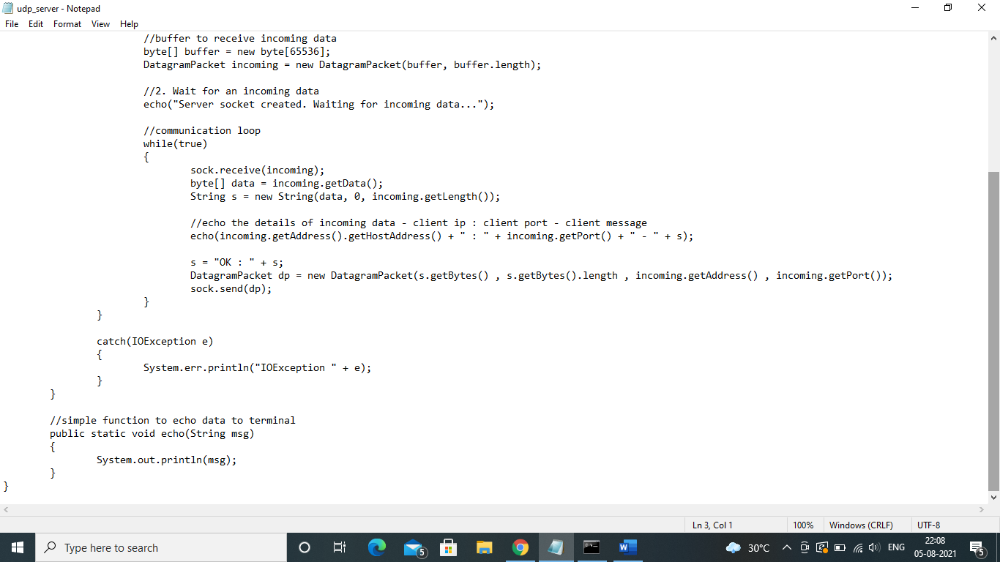 udp_server - Notepad
File Edit Format View Help
//buffer to receive incoming data
byte[] buffer = new byte[65536];
DatagramPacket incoming = new DatagramPacket(buffer, buffer.length);
//2. Wait for an incoming data
echo("Server socket created. Waiting for incoming data...");
//communication loop
while(true)
{
sock.receive(incoming);
byte[] data = incoming.getData();
String s = new String(data, 0, incoming.getLength());
//echo the details of incoming data - client ip : client port - client message
echo(incoming.getAddress().getHostAddress() + " : " + incoming.getPort() + " - " + s);
s = "OK : " + s;
DatagramPacket dp = new DatagramPacket(s.getBytes() , s.getBytes().length , incoming.getAddress() , incoming.getPort());
sock.send(dp);
}
}
catch(IOException e)
{
System.err.println("IOException " + e);
}
}
//simple function to echo data to terminal
public static void echo(String msg)
{
System.out.println(msg);
}
}
Ln 3, Col 1 100% Windows (CRLF) UTF-8
Type here to search 5 W 30°C ENG 22:08 5
05-08-2021